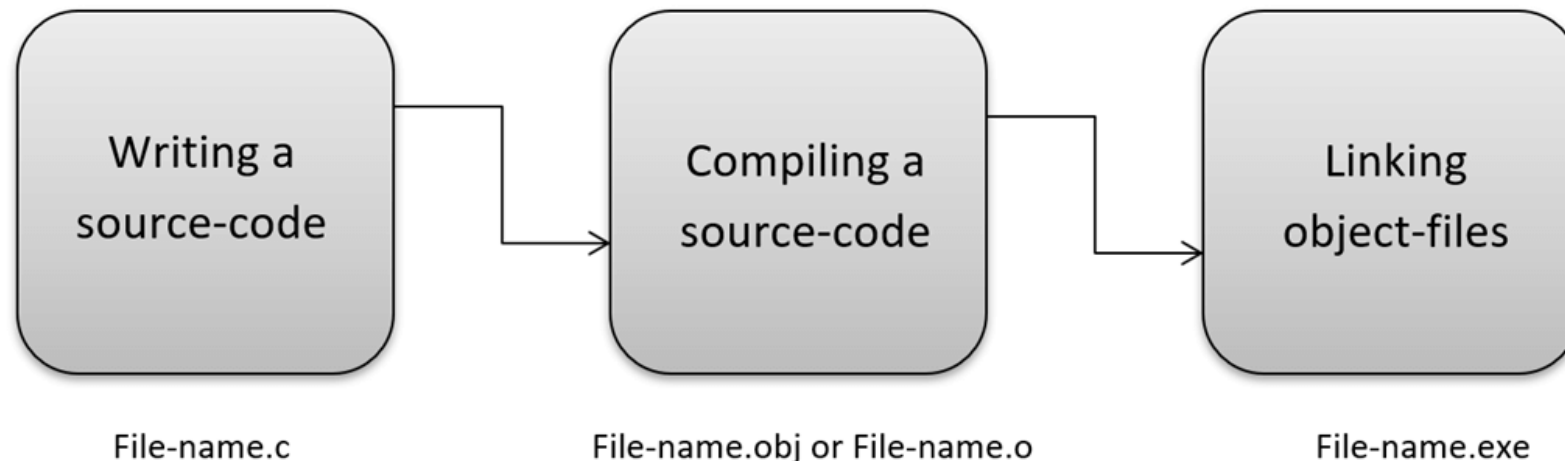 Writing a
source-code
Compiling a
source-code
Linking
object-files
File-name.c
File-name.obj or File-name.o
File-name.exe